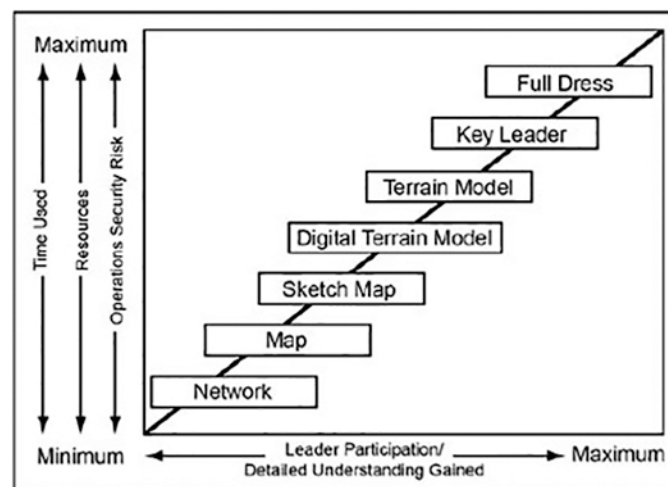 Maximum
Full Dress
Key Leader
Terrain Model
Digital Terrain Model
Sketch Map
Map
Network
Time Used
Resources
Operations Security Risk
Minimum
Leader Participation/
Detailed Understanding Gained
Maximum